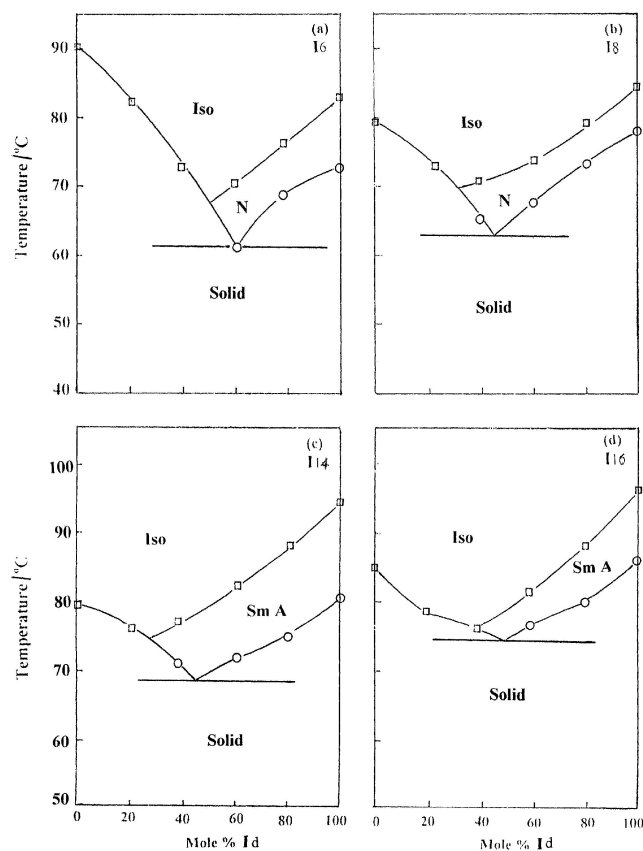 (a)
I6
90
80
70
60
50
40
Temperature/°C
Iso
N
Solid
(b)
I8
Iso
N
Solid
(c)
I14
100
90
80
70
60
50
Temperature/°C
Iso
Sm A
Solid
0 20 40 60 80 100
(d)
I16
Iso
Sm A
Solid
0 20 40 60 80 100
Mole % Id
Mole % Id